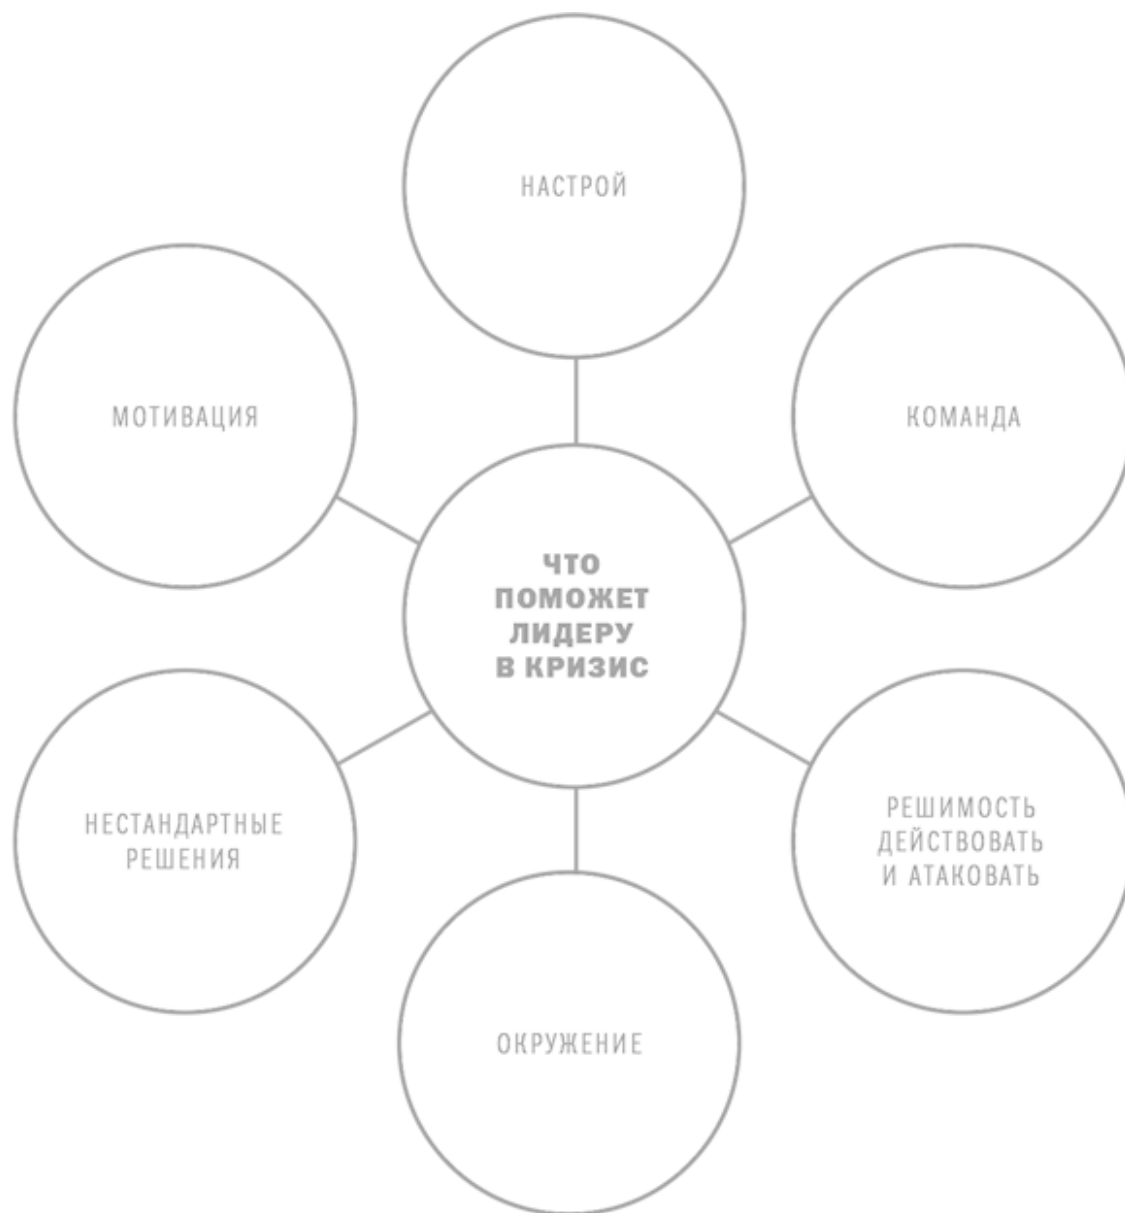 НАСТРОЙ
МОТИВАЦИЯ
КОМАНДА
ЧТО
ПОМОЖЕТ
ЛИДЕРУ
В КРИЗИС
НЕСТАНДАРТНЫЕ
РЕШЕНИЯ
РЕШИМОСТЬ
ДЕЙСТВОВАТЬ
И АТАКОВАТЬ
ОКРУЖЕНИЕ